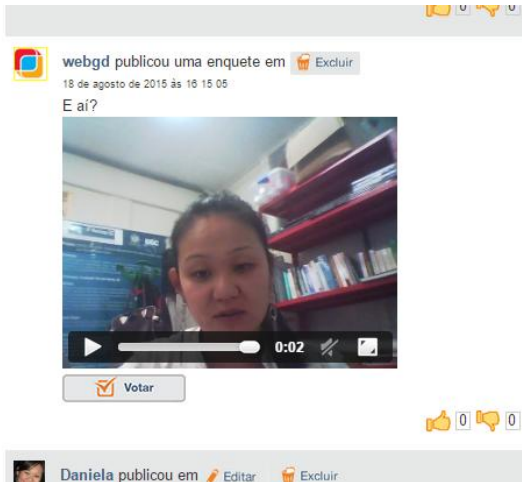 0 0
webgd publicou uma enquete em Excluir
18 de agosto de 2015 às 16 15 05
E aí?
0:02
Votar
0 0
Daniela publicou em Editar Excluir